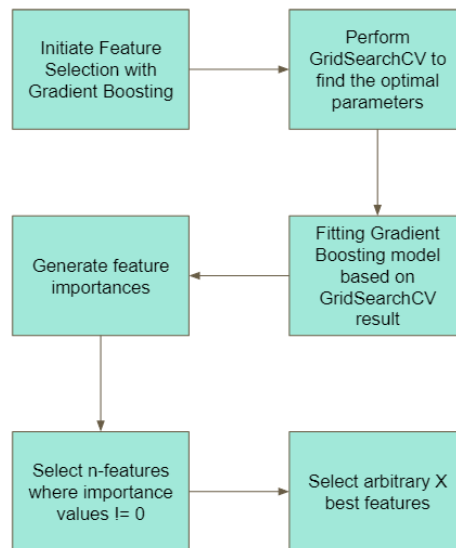 Initiate Feature
Selection with
Gradient Boosting
Perform
GridSearchCV to
find the optimal
parameters
Fitting Gradient
Boosting model
based on
GridSearchCV
result
Generate feature
importances
Select n-features
where importance
values != 0
Select arbitrary X
best features